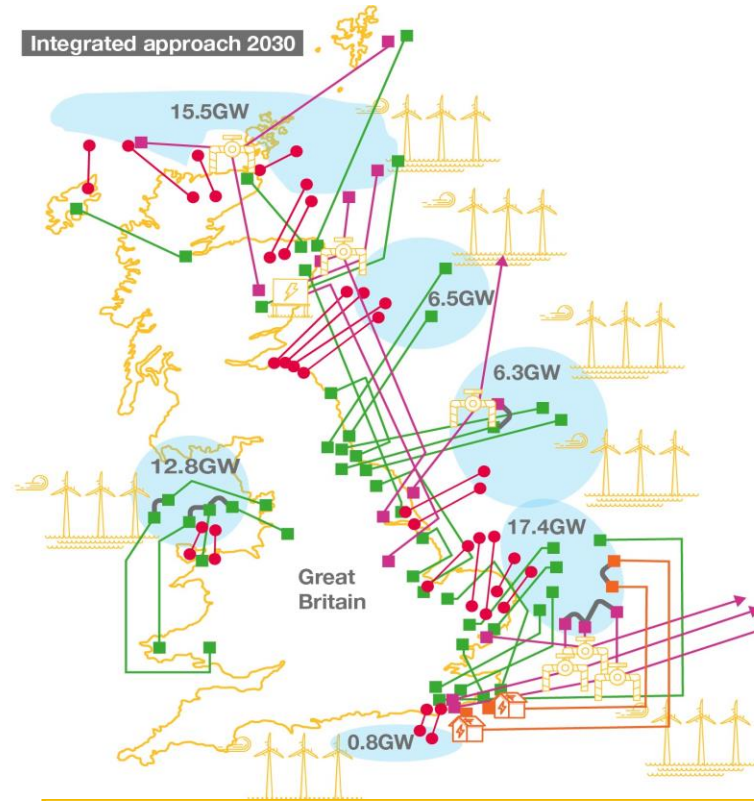 Integrated approach 2030
15.5GW
6.5GW
6.3GW
12.8GW
17.4GW
Great
Britain
0.8GW